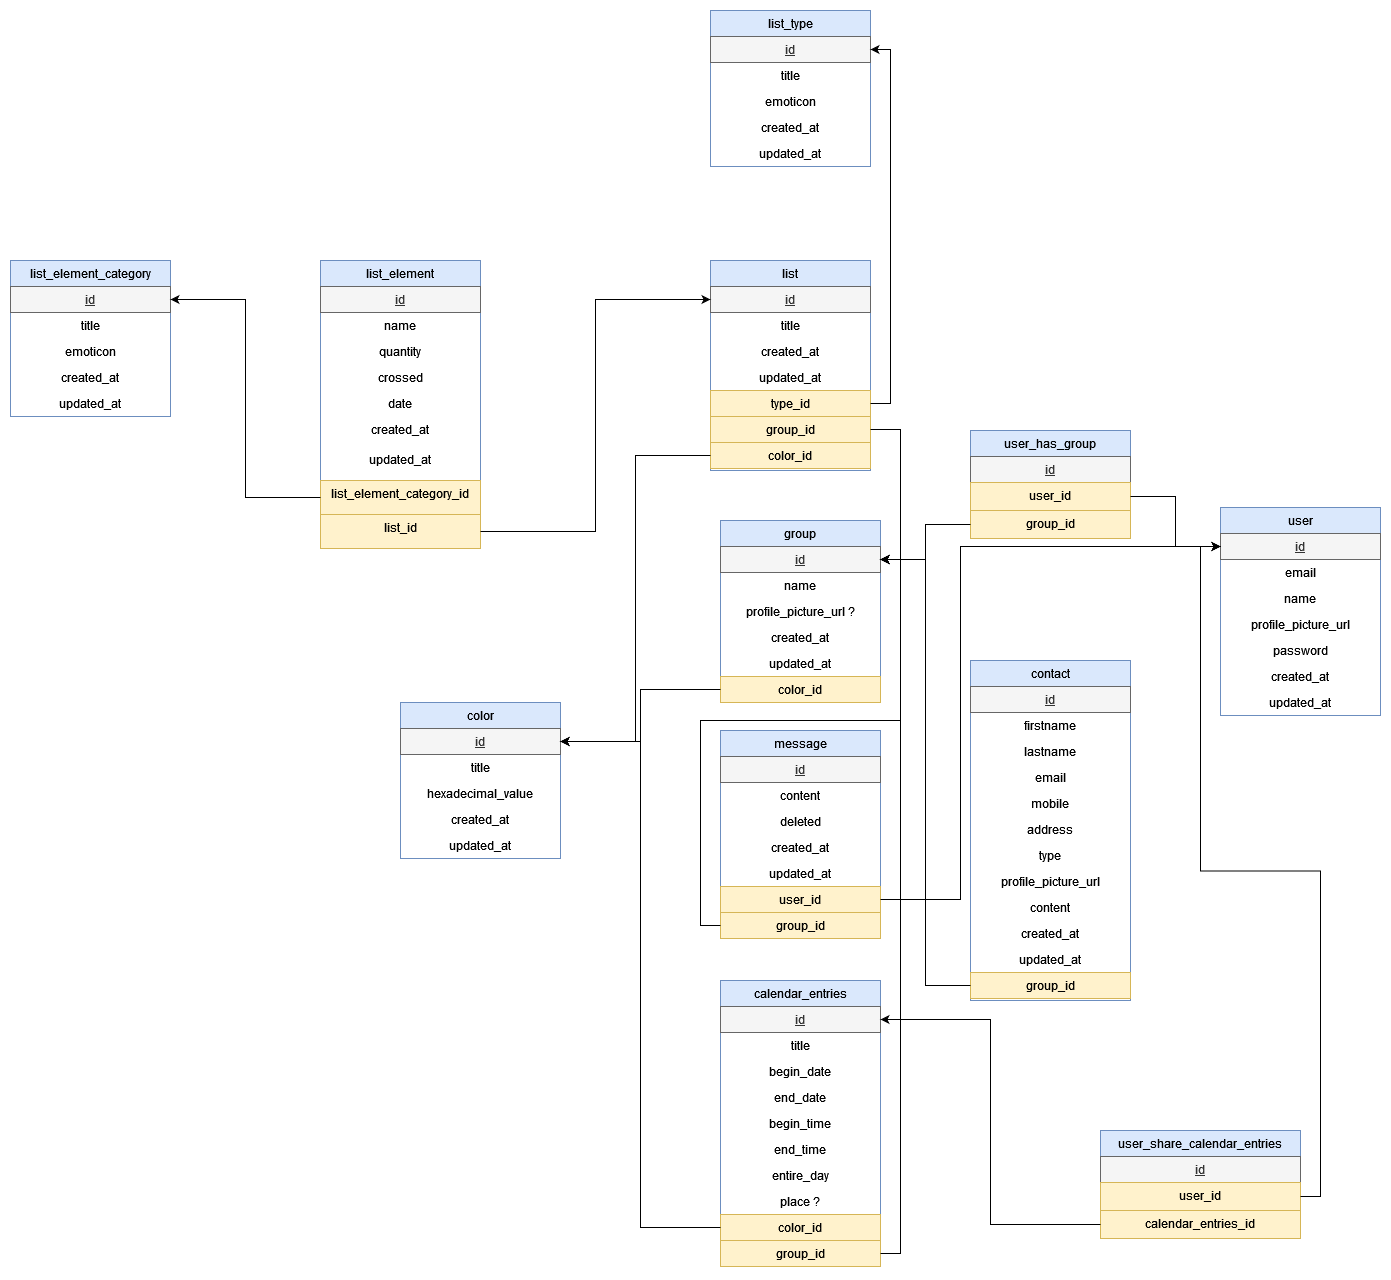 list_type
id
title
emoticon
created_at
updated_at
list_element_category
id
title
emoticon
created_at
updated_at
list_element
id
name
quantity
crossed
date
created_at
updated_at
list_element_category_id
list_id
list
id
title
created_at
updated_at
type_id
group_id
color_id
user_has_group
id
user_id
group_id
user
id
email
name
profile_picture_url
password
created_at
updated_at
group
id
name
profile_picture_url ?
created_at
updated_at
color_id
contact
id
firstname
lastname
email
mobile
address
type
profile_picture_url
content
created_at
updated_at
group_id
color
id
title
hexadecimal_value
created_at
updated_at
message
id
content
deleted
created_at
updated_at
user_id
group_id
calendar_entries
id
title
begin_date
end_date
begin_time
end_time
entire_day
place ?
color_id
group_id
user_share_calendar_entries
id
user_id
calendar_entries_id